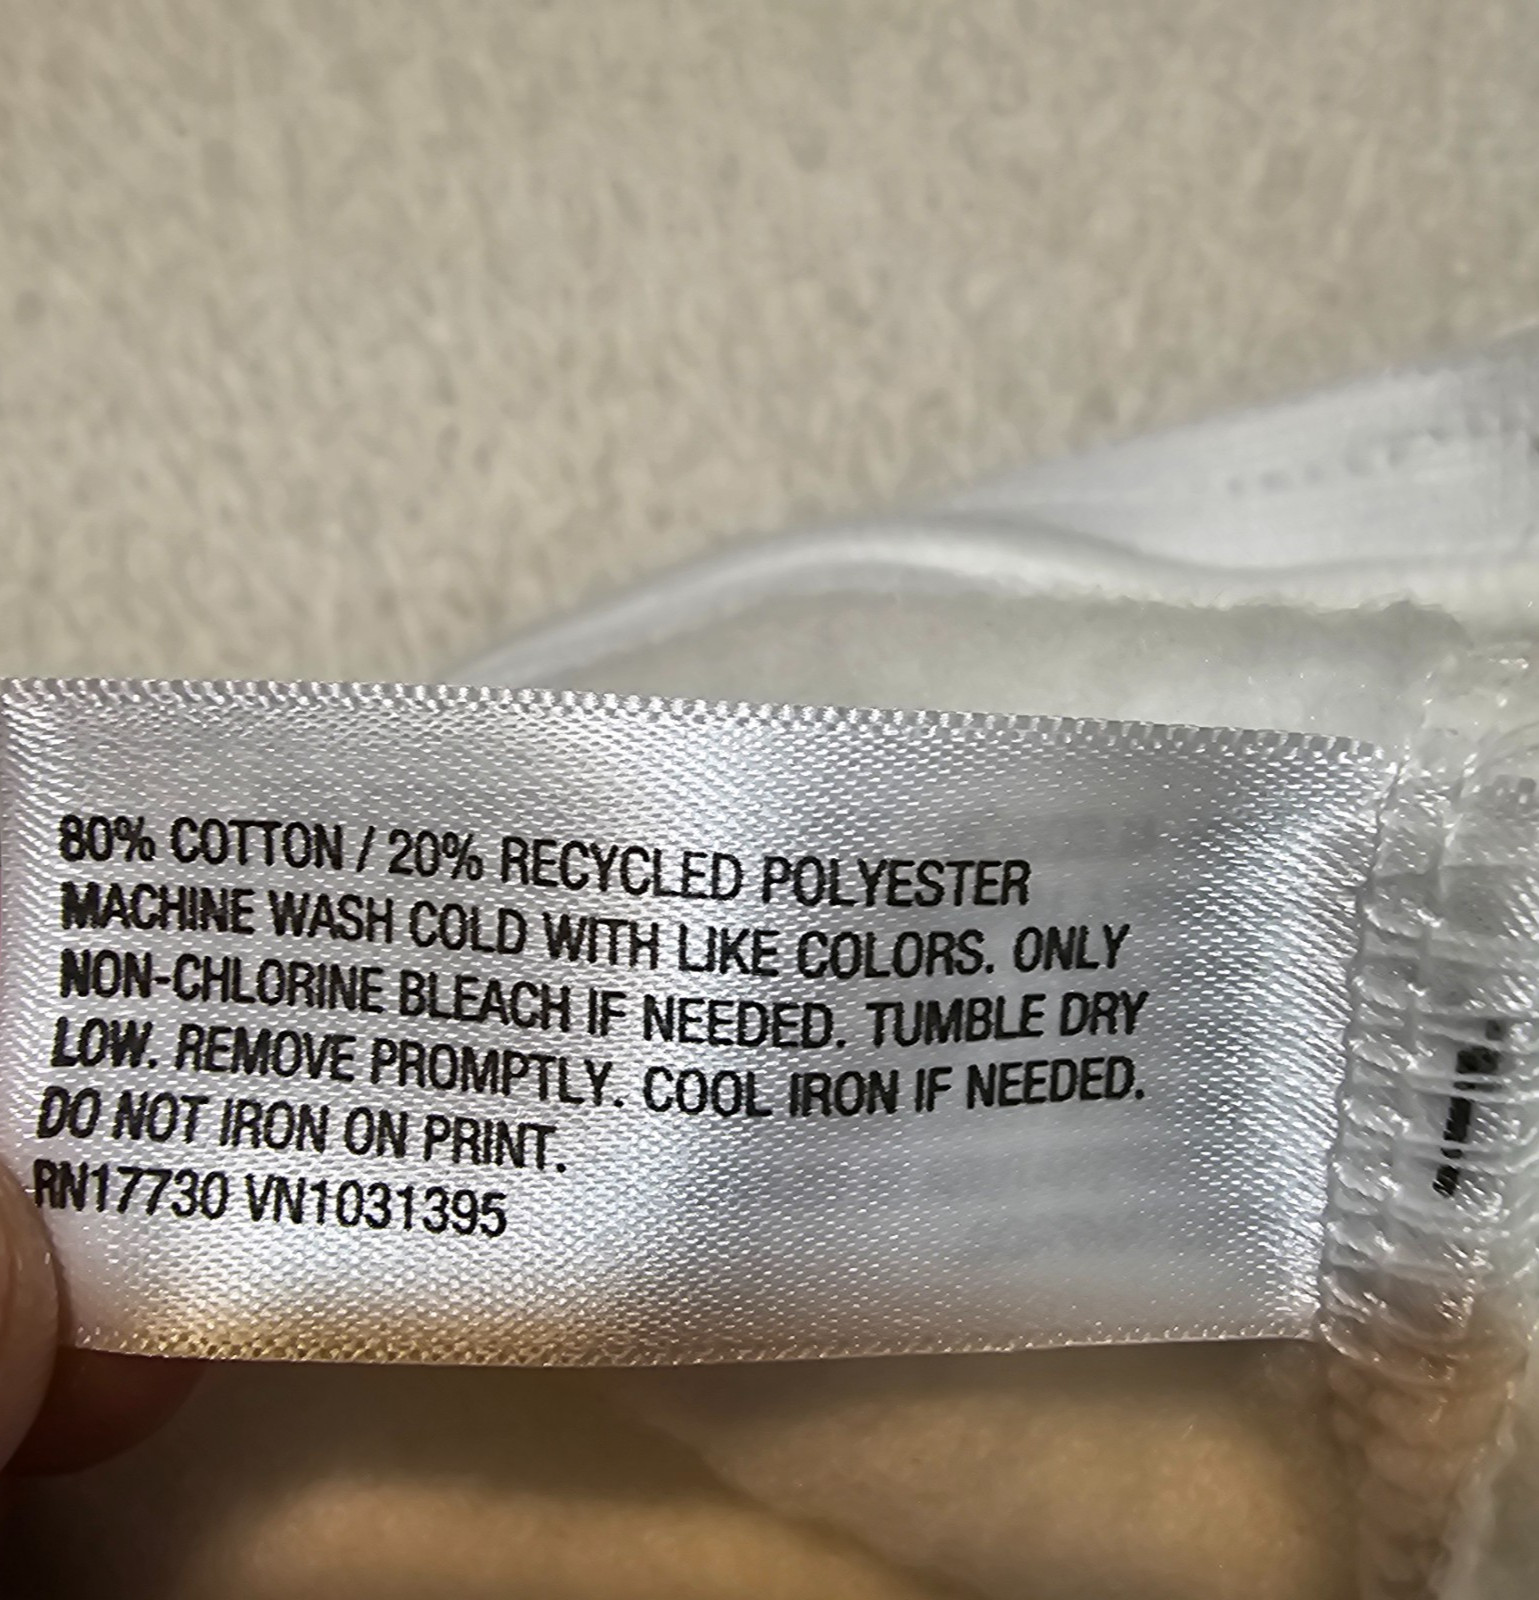 80% COTTON / 20% RECYCLED POLYESTER
MACHINE WASH COLD WITH LIKE COLORS. ONLY
NON-CHLORINE BLEACH IF NEEDED. TUMBLE DRY
LOW. REMOVE PROMPTLY. COOL IRON IF NEEDED.
DO NOT IRON ON PRINT.
RN17730 VN1031395